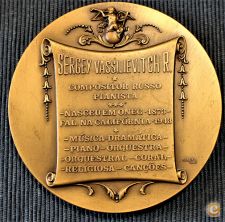 SERGEY VASSILIEVITCH R.
COMPOSITOR RUSSO
PIANISTA
NASCEU EM ONEG-1873-
FAL. NA CALIFÓRNIA-1943
-MÚSICA-DRAMÁTICA
-PIANO-ORQUESTRA
-ORQUESTRAL-CORAL-
RELIGIOSA-CANÇÕES-